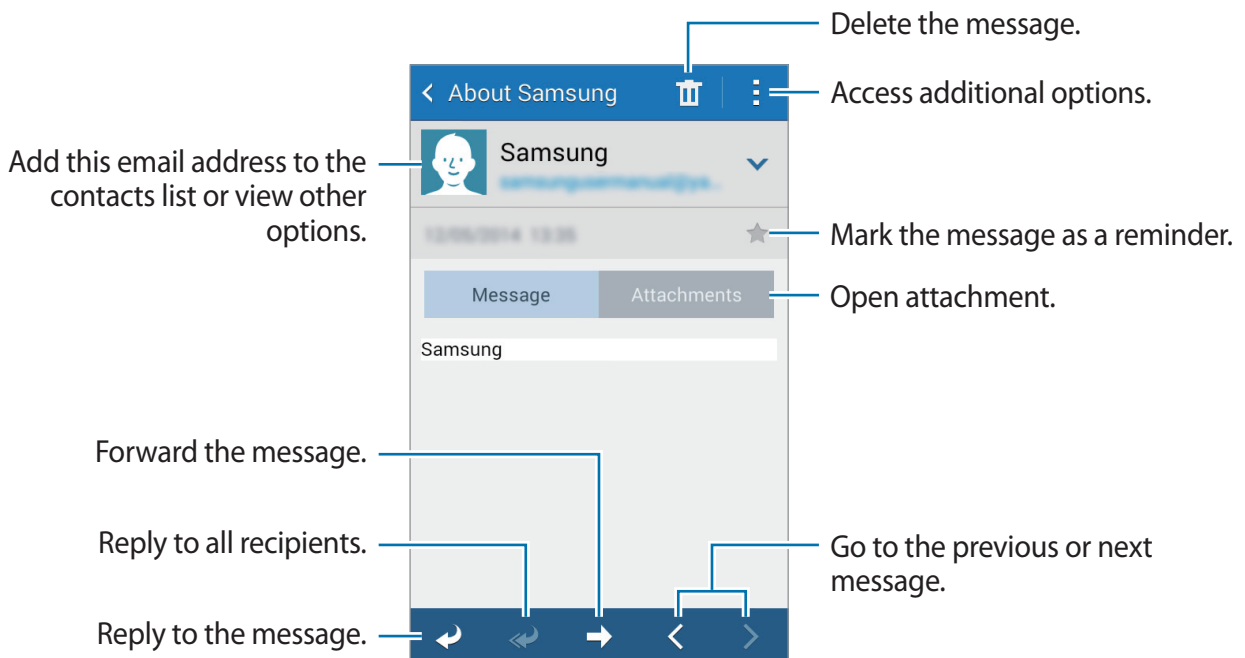 Delete the message.
About Samsung
Access additional options.
Add this email address to the
contacts list or view other
options.
Samsung
Mark the message as a reminder.
Message
Attachments
Open attachment.
Samsung
Forward the message.
Reply to all recipients.
Go to the previous or next
message.
Reply to the message.